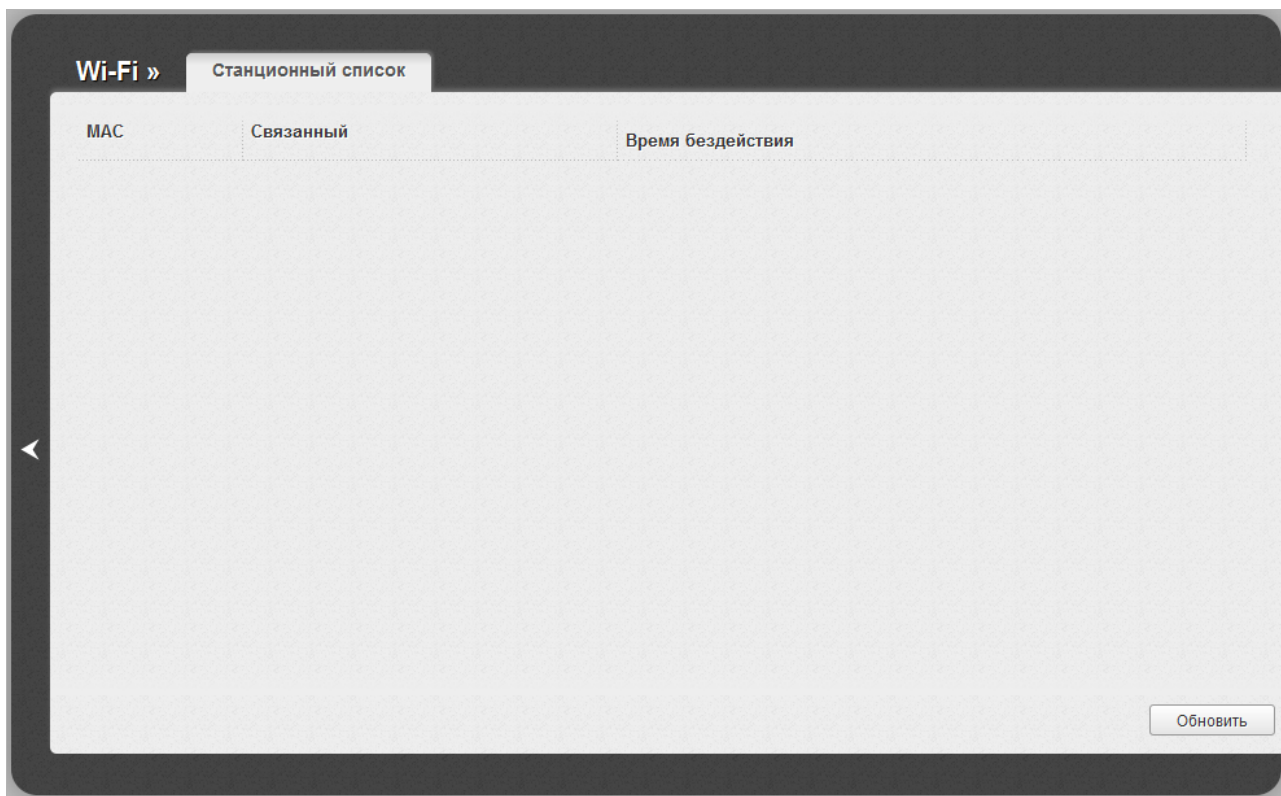 Wi-Fi » Станционный список
MAC Связанный Время бездействия
Обновить